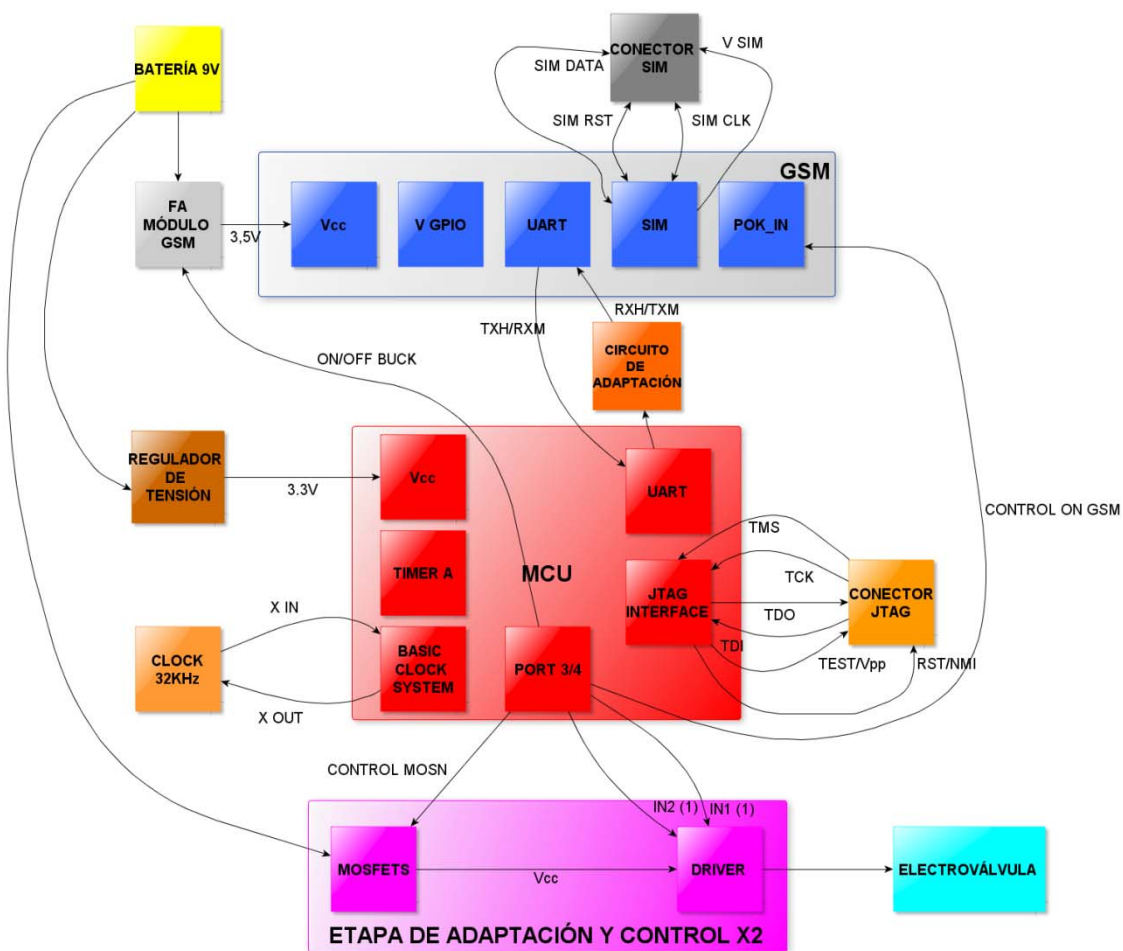 BATERÍA 9V
CONECTOR
SIM
V SIM
SIM DATA
SIM RST
SIM CLK
GSM
FA
MÓDULO
GSM
3,5V
Vcc
V GPIO
UART
SIM
POK_IN
TXH/RXM
RXH/TXM
CIRCUITO
DE
ADAPTACIÓN
ON/OFF BUCK
REGULADOR
DE
TENSIÓN
3.3V
Vcc
UART
CONTROL ON GSM
TIMER A
MCU
JTAG
INTERFACE
TMS
TCK
TDO
TDI
TEST/Vpp
RST/NMI
CONECTOR
JTAG
X IN
CLOCK
32KHz
X OUT
BASIC
CLOCK
SYSTEM
PORT 3/4
CONTROL MOSN
IN2 (1)
IN1 (1)
MOSFETS
Vcc
DRIVER
ELECTROVÁLVULA
ETAPA DE ADAPTACIÓN Y CONTROL X2